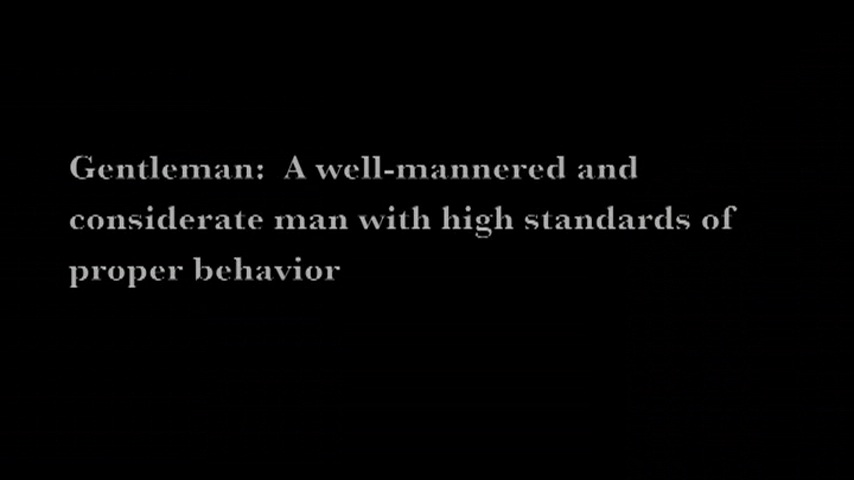 Gentleman:  A well-mannered and
considerate man with high standards of
proper behavior